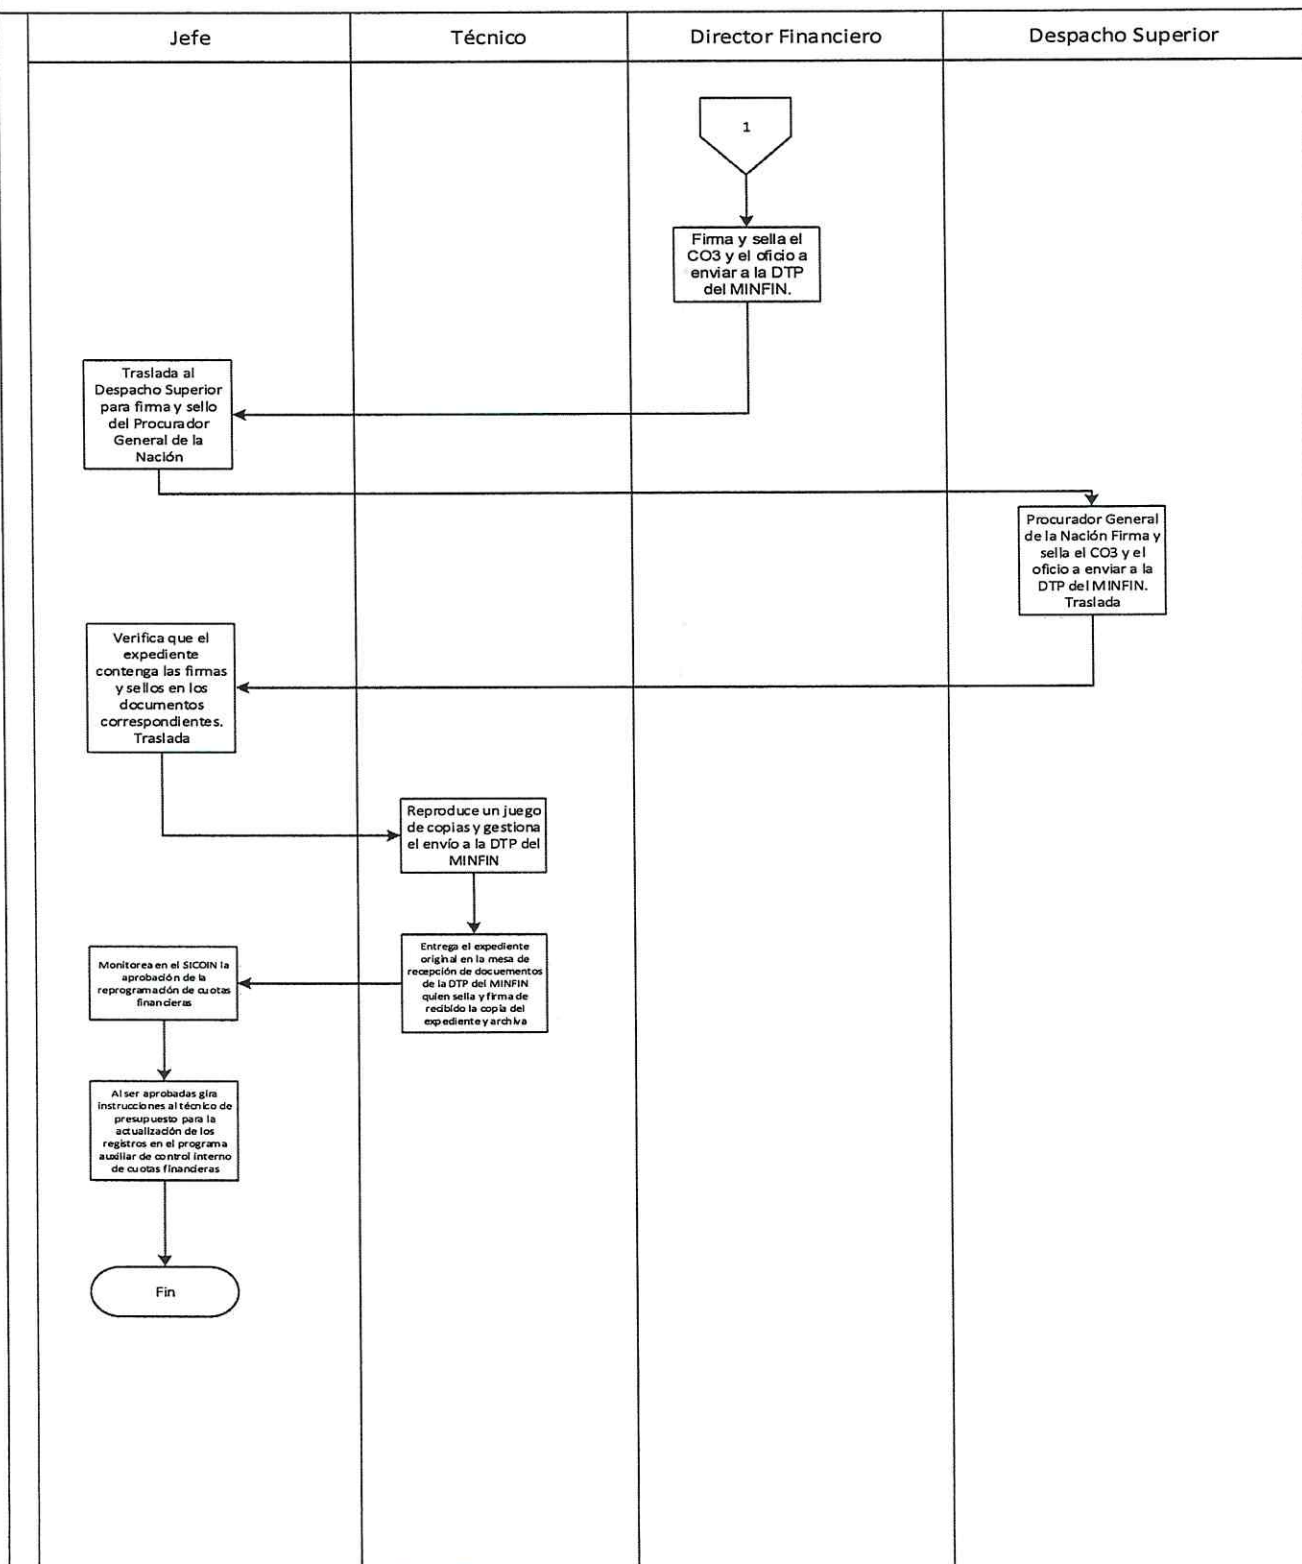 Jefe
Técnico
Director Financiero
Despacho Superior
1
Firma y sella el
CO3 y el oficio a
enviar a la DTP
del MINFIN.
Traslada al
Despacho Superior
para firma y sello
del Procurador
General de la
Nación
Procurador General
de la Nación Firma y
sella el CO3 y el
oficio a enviar a la
DTP del MINFIN.
Traslada
Verifica que el
expediente
contenga las firmas
y sellos en los
documentos
correspondientes.
Traslada
Reproduce un juego
de copias y gestiona
el envío a la DTP del
MINFIN
Entrega el expediente
original en la mesa de
recepción de docuementos
de la DTP del MINFIN
quien sella y firma de
recibido la copia del
expediente y archiva
Monitorea en el SICOIN la
aprobación de la
reprogramación de cuotas
financieras
Al ser aprobadas gira
instrucciones al técnico de
presupuesto para la
actualización de los
registros en el programa
auxiliar de control interno
de cuotas financieras
Fin